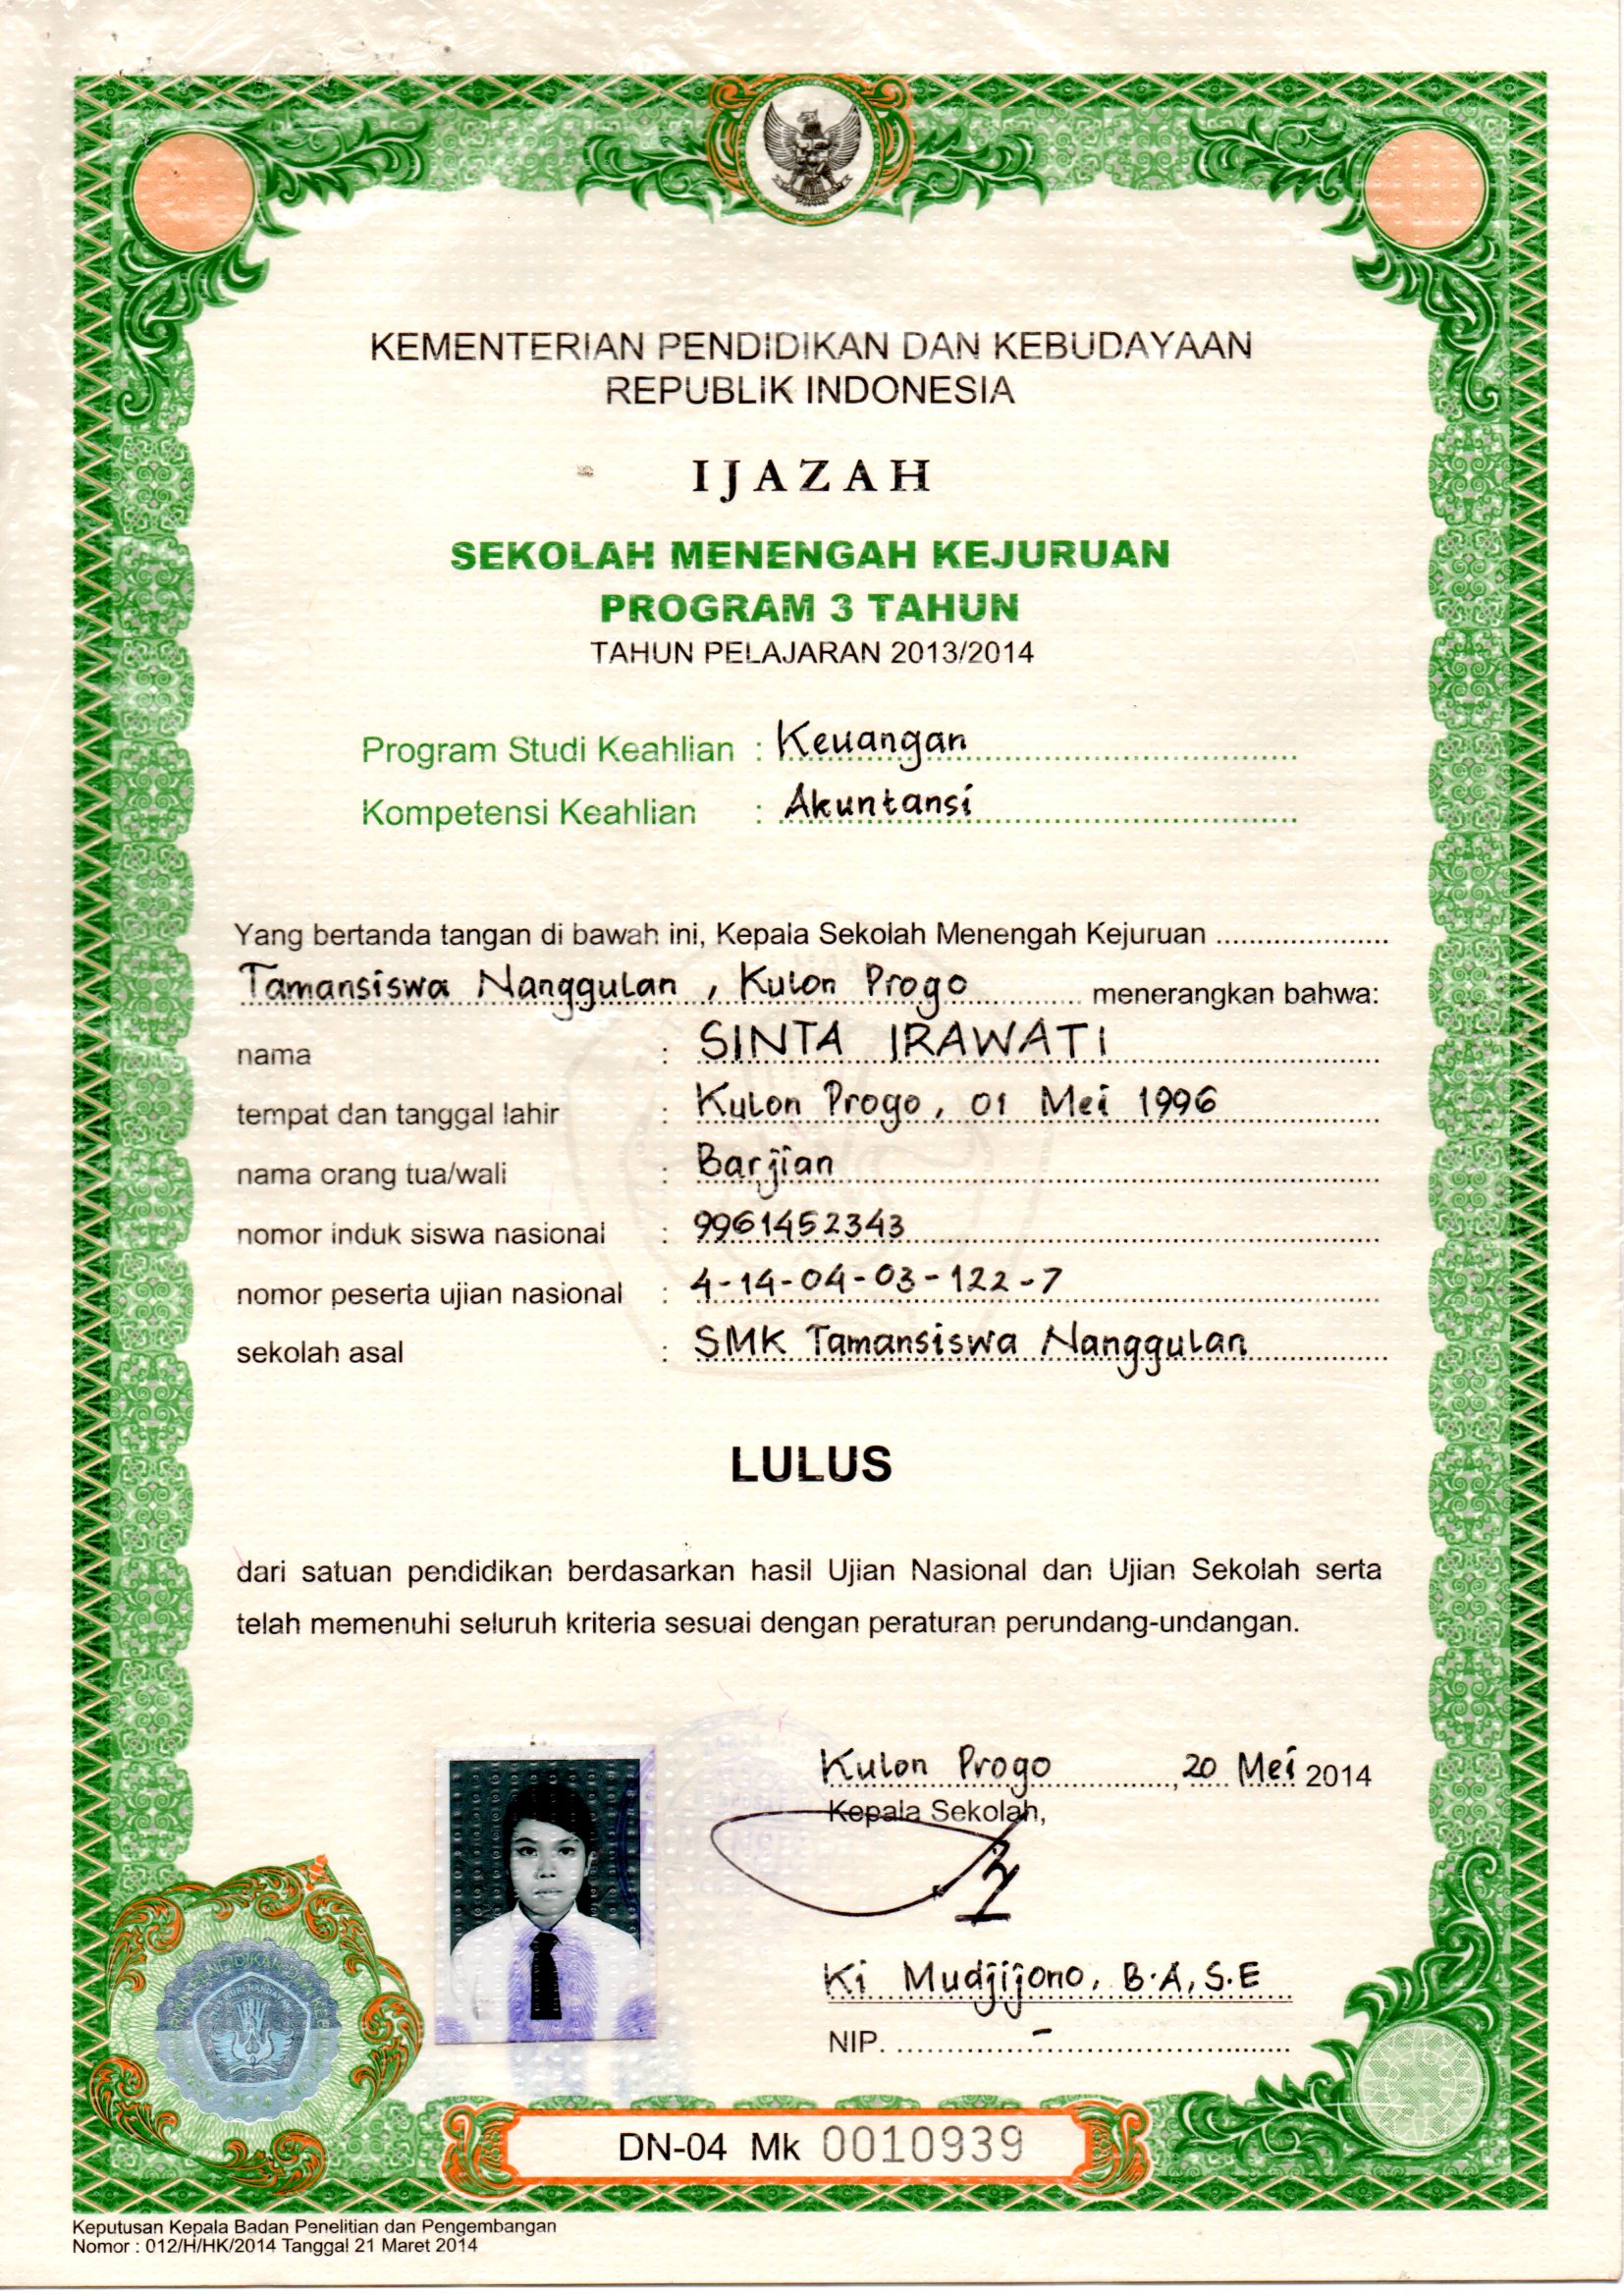 KEMENTERIAN PENDIDIKAN DAN KEBUDAYAAN
REPUBLIK INDONESIA
IJAZAH
SEKOLAH MENENGAH KEJURUAN
PROGRAM 3 TAHUN
TAHUN PELAJARAN 2013/2014
Program Studi Keahlian : Keuangan
Kompetensi Keahlian : Akuntansi
Yang bertanda tangan di bawah ini, Kepala Sekolah Menengah Kejuruan
Tamansiswa Nanggulan, Kulon Progo menerangkan bahwa:
nama : SINTA IRAWATI
tempat dan tanggal lahir : Kulon Progo, 01 Mei 1996
nama orang tua/wali : Barjian
nomor induk siswa nasional : 9961452343
nomor peserta ujian nasional : 4-14-04-03-122-7
sekolah asal : SMK Tamansiswa Nanggulan
LULUS
dari satuan pendidikan berdasarkan hasil Ujian Nasional dan Ujian Sekolah serta
telah memenuhi seluruh kriteria sesuai dengan peraturan perundang-undangan.
Kulon Progo, 20 Mei 2014
Kepala Sekolah,
Ki Mudjijono, B.A, S.E
NIP. -
DN-04 Mk 0010939
Keputusan Kepala Badan Penelitian dan Pengembangan
Nomor : 012/H/HK/2014 Tanggal 21 Maret 2014